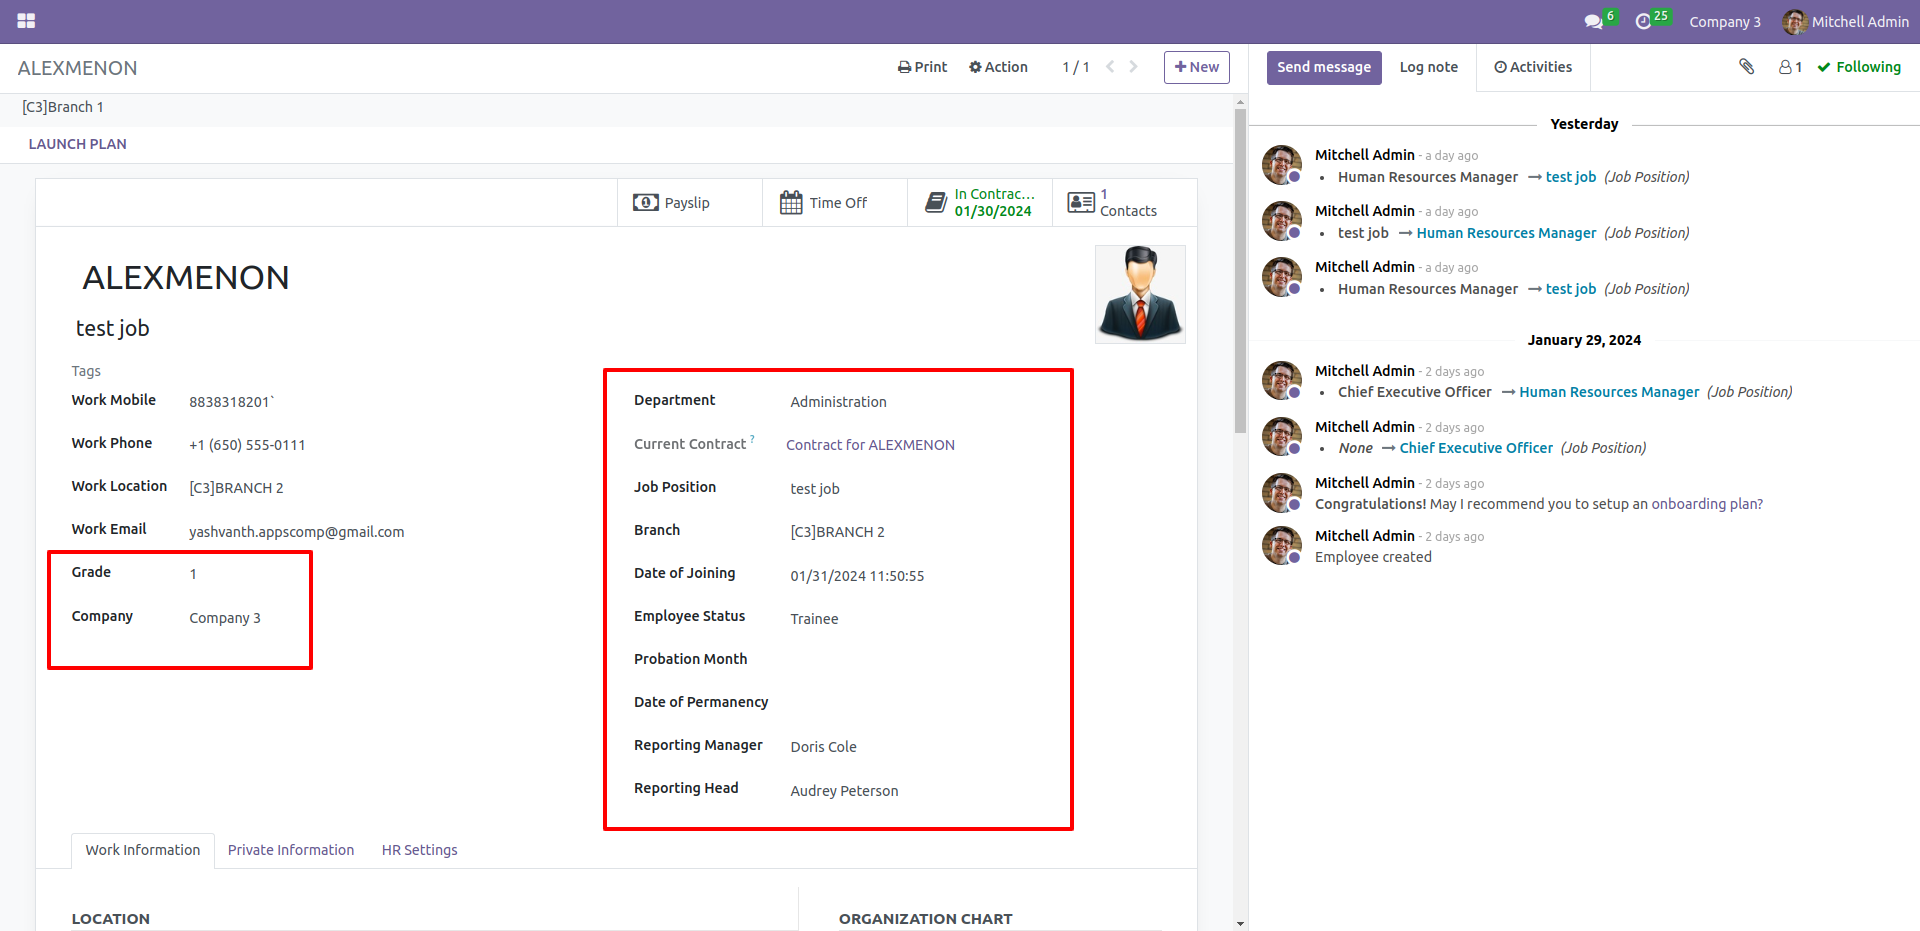 6
25
Company 3
Mitchell Admin
ALEXMENON
Print
Action
1 / 1
New
[C3]Branch 1
LAUNCH PLAN
Payslip
Time Off
In Contrac...
01/30/2024
1
Contacts
ALEXMENON
test job
Tags
Work Mobile 8838318201`
Work Phone +1 (650) 555-0111
Work Location [C3]BRANCH 2
Work Email yashvanth.appscomp@gmail.com
Grade 1
Company Company 3
Department Administration
Current Contract ? Contract for ALEXMENON
Job Position test job
Branch [C3]BRANCH 2
Date of Joining 01/31/2024 11:50:55
Employee Status Trainee
Probation Month
Date of Permanency
Reporting Manager Doris Cole
Reporting Head Audrey Peterson
Work Information
Private Information
HR Settings
LOCATION
ORGANIZATION CHART
Send message
Log note
Activities
1
Following
Yesterday
Mitchell Admin - a day ago
• Human Resources Manager → test job (Job Position)
Mitchell Admin - a day ago
• test job → Human Resources Manager (Job Position)
Mitchell Admin - a day ago
• Human Resources Manager → test job (Job Position)
January 29, 2024
Mitchell Admin - 2 days ago
• Chief Executive Officer → Human Resources Manager (Job Position)
Mitchell Admin - 2 days ago
• None → Chief Executive Officer (Job Position)
Mitchell Admin - 2 days ago
Congratulations! May I recommend you to setup an onboarding plan?
Mitchell Admin - 2 days ago
Employee created